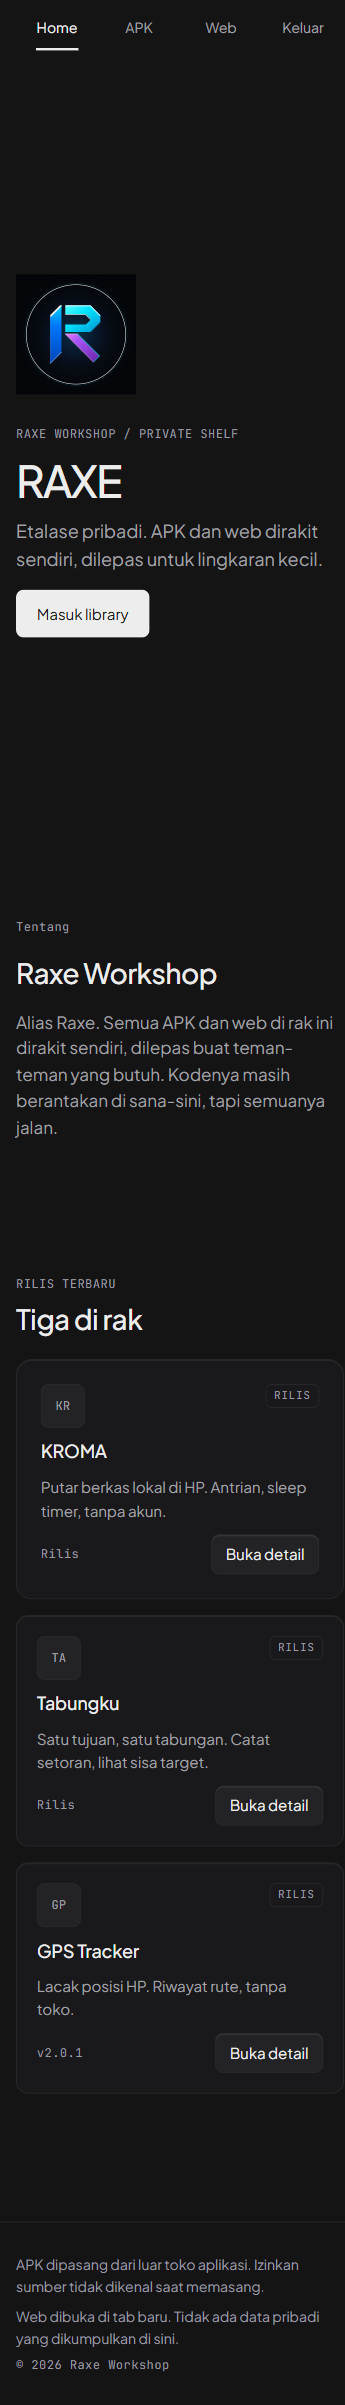 Home APK Web Keluar
R
RAXE WORKSHOP / PRIVATE SHELF
RAXE
Etalase pribadi. APK dan web dirakit
sendiri, dilepas untuk lingkaran kecil.
Masuk library
Tentang
Raxe Workshop
Alias Raxe. Semua APK dan web di rak ini
dirakit sendiri, dilepas buat teman-
teman yang butuh. Kodenya masih
berantakan di sana-sini, tapi semuanya
jalan.
RILIS TERBARU
Tiga di rak
KR RILIS
KROMA
Putar berkas lokal di HP. Antrian, sleep
timer, tanpa akun.
Rilis Buka detail
TA RILIS
Tabungku
Satu tujuan, satu tabungan. Catat
setoran, lihat sisa target.
Rilis Buka detail
GP RILIS
GPS Tracker
Lacak posisi HP. Riwayat rute, tanpa
toko.
v2.0.1 Buka detail
APK dipasang dari luar toko aplikasi. Izinkan
sumber tidak dikenal saat memasang.
Web dibuka di tab baru. Tidak ada data pribadi
yang dikumpulkan di sini.
© 2026 Raxe Workshop